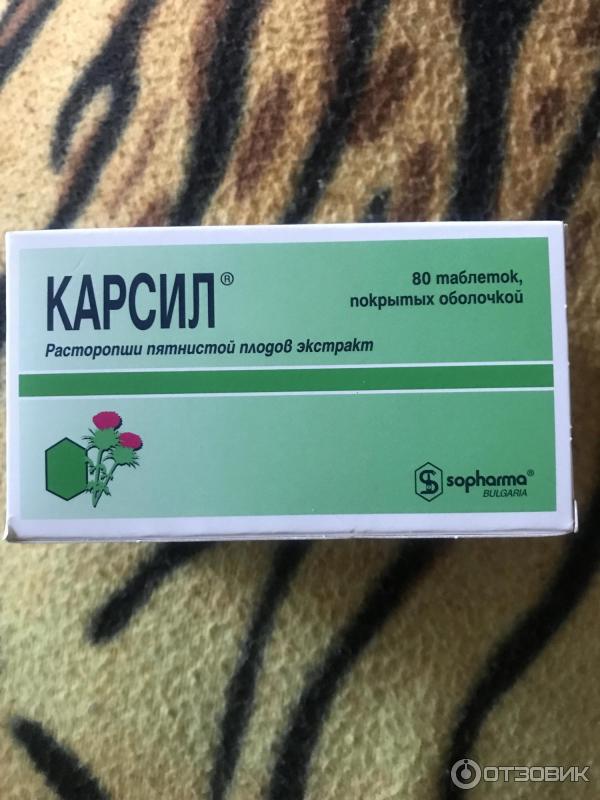 КАРСИЛ®
Расторопши пятнистой плодов экстракт
80 таблеток,
покрытых оболочкой
sopharma®
BULGARIA
ОТЗОВИК